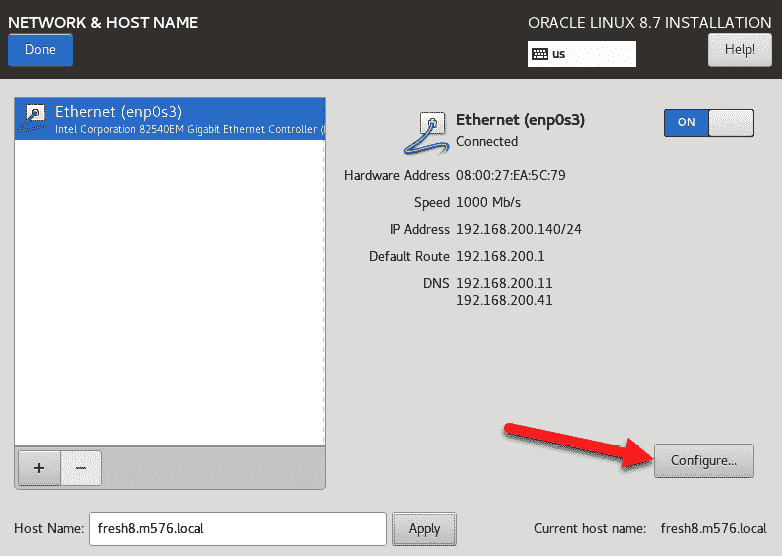 NETWORK & HOST NAME
ORACLE LINUX 8.7 INSTALLATION
Done
us
Help!
Ethernet (enp0s3)
Intel Corporation 82540EM Gigabit Ethernet Controller (
Ethernet (enp0s3)
Connected
ON
Hardware Address 08:00:27:EA:5C:79
Speed 1000 Mb/s
IP Address 192.168.200.140/24
Default Route 192.168.200.1
DNS 192.168.200.11
192.168.200.41
+ −
Configure...
Host Name: fresh8.m576.local Apply Current host name: fresh8.m576.local